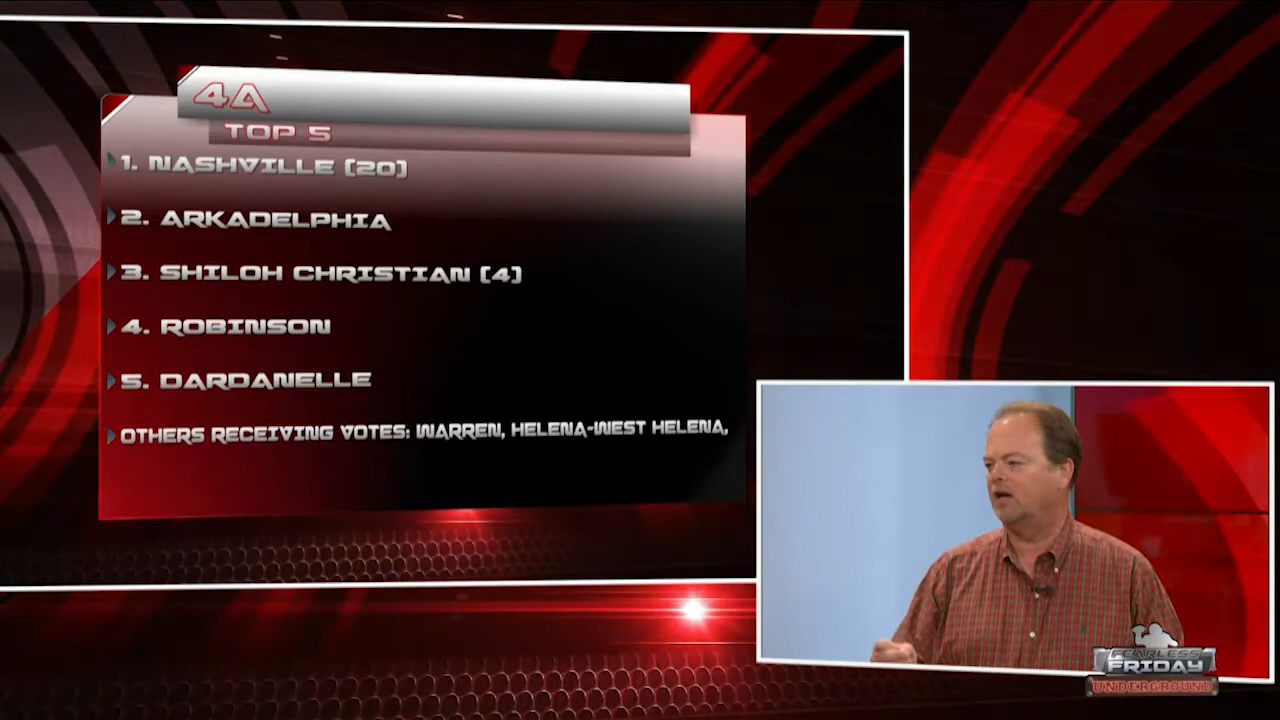 4A
TOP 5
1. NASHVILLE (20)
2. ARKADELPHIA
3. SHILOH CHRISTIAN (4)
4. ROBINSON
5. DARDANELLE
OTHERS RECEIVING VOTES: WARREN, HELENA-WEST HELENA,
FEARLESS
FRIDAY
UNDERGROUND